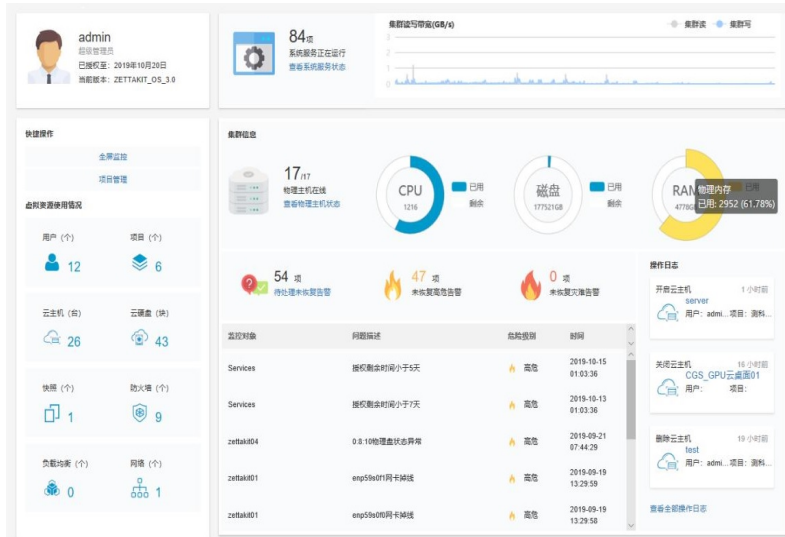 admin
超级管理员
已授权至：2019年10月20日
当前版本：ZETTAKIT_OS_3.0
84项
系统服务正在运行
查看系统服务状态
集群读写带宽(GB/s)
集群读 集群写
3
2
1
0
快捷操作
全屏监控
项目管理
虚拟资源使用情况
用户（个） 项目（个）
12 6
云主机（台） 云硬盘（块）
26 43
快照（个） 防火墙（个）
1 9
负载均衡（个） 网络（个）
0 1
集群信息
17/17
物理主机在线
查看物理主机状态
CPU
1216
已用
剩余
磁盘
177521GB
已用
剩余
RAM
物理内存
已用: 2952 (61.78%)
54 项
待处理未恢复告警
47 项
未恢复高危告警
0 项
未恢复灾难告警
监控对象 问题描述 危险级别 时间
Services 授权剩余时间小于5天 高危 2019-10-15 01:03:36
Services 授权剩余时间小于7天 高危 2019-10-13 01:03:36
zettakit04 0:8:10物理盘状态异常 高危 2019-09-21 07:44:29
zettakit01 enp59s0f1网卡掉线 高危 2019-09-19 13:29:59
zettakit01 enp59s0f0网卡掉线 高危 2019-09-19 13:29:58
操作日志
开启云主机 1 小时前
server
用户：admi... 项目：测科...
关闭云主机 16 小时前
CGS_GPU云桌面01
用户： 项目：
删除云主机 19 小时前
test
用户：admi... 项目：测科...
查看全部操作日志